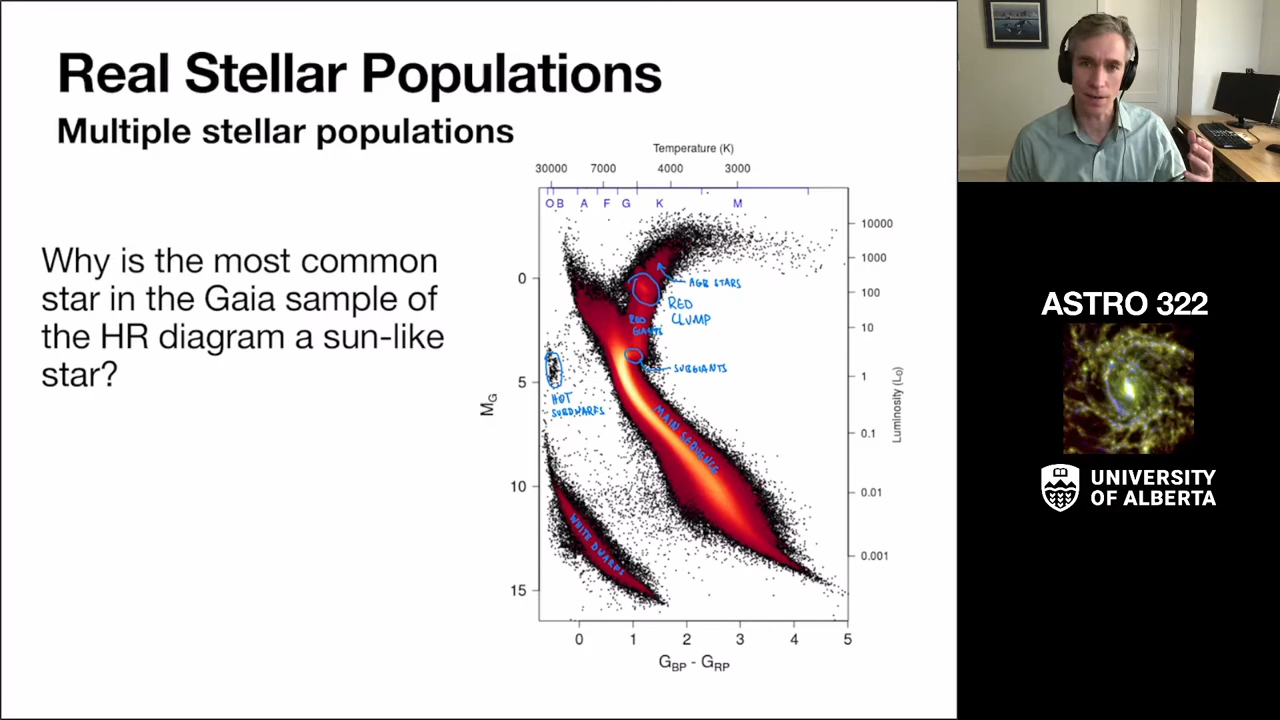 Real Stellar Populations
Multiple stellar populations
Why is the most common
star in the Gaia sample of
the HR diagram a sun-like
star?
Temperature (K)
30000 7000 4000 3000
O B A F G K M
10000
1000
100
10
1
0.1
0.01
0.001
Luminosity (L⊙)
0
5
10
15
M_G
0 1 2 3 4 5
G_BP - G_RP
AGB STARS
RED
CLUMP
RED
GIANTS
SUBGIANTS
HOT
SUBDWARFS
MAIN SEQUENCE
WHITE DWARFS
ASTRO 322
UNIVERSITY
OF ALBERTA